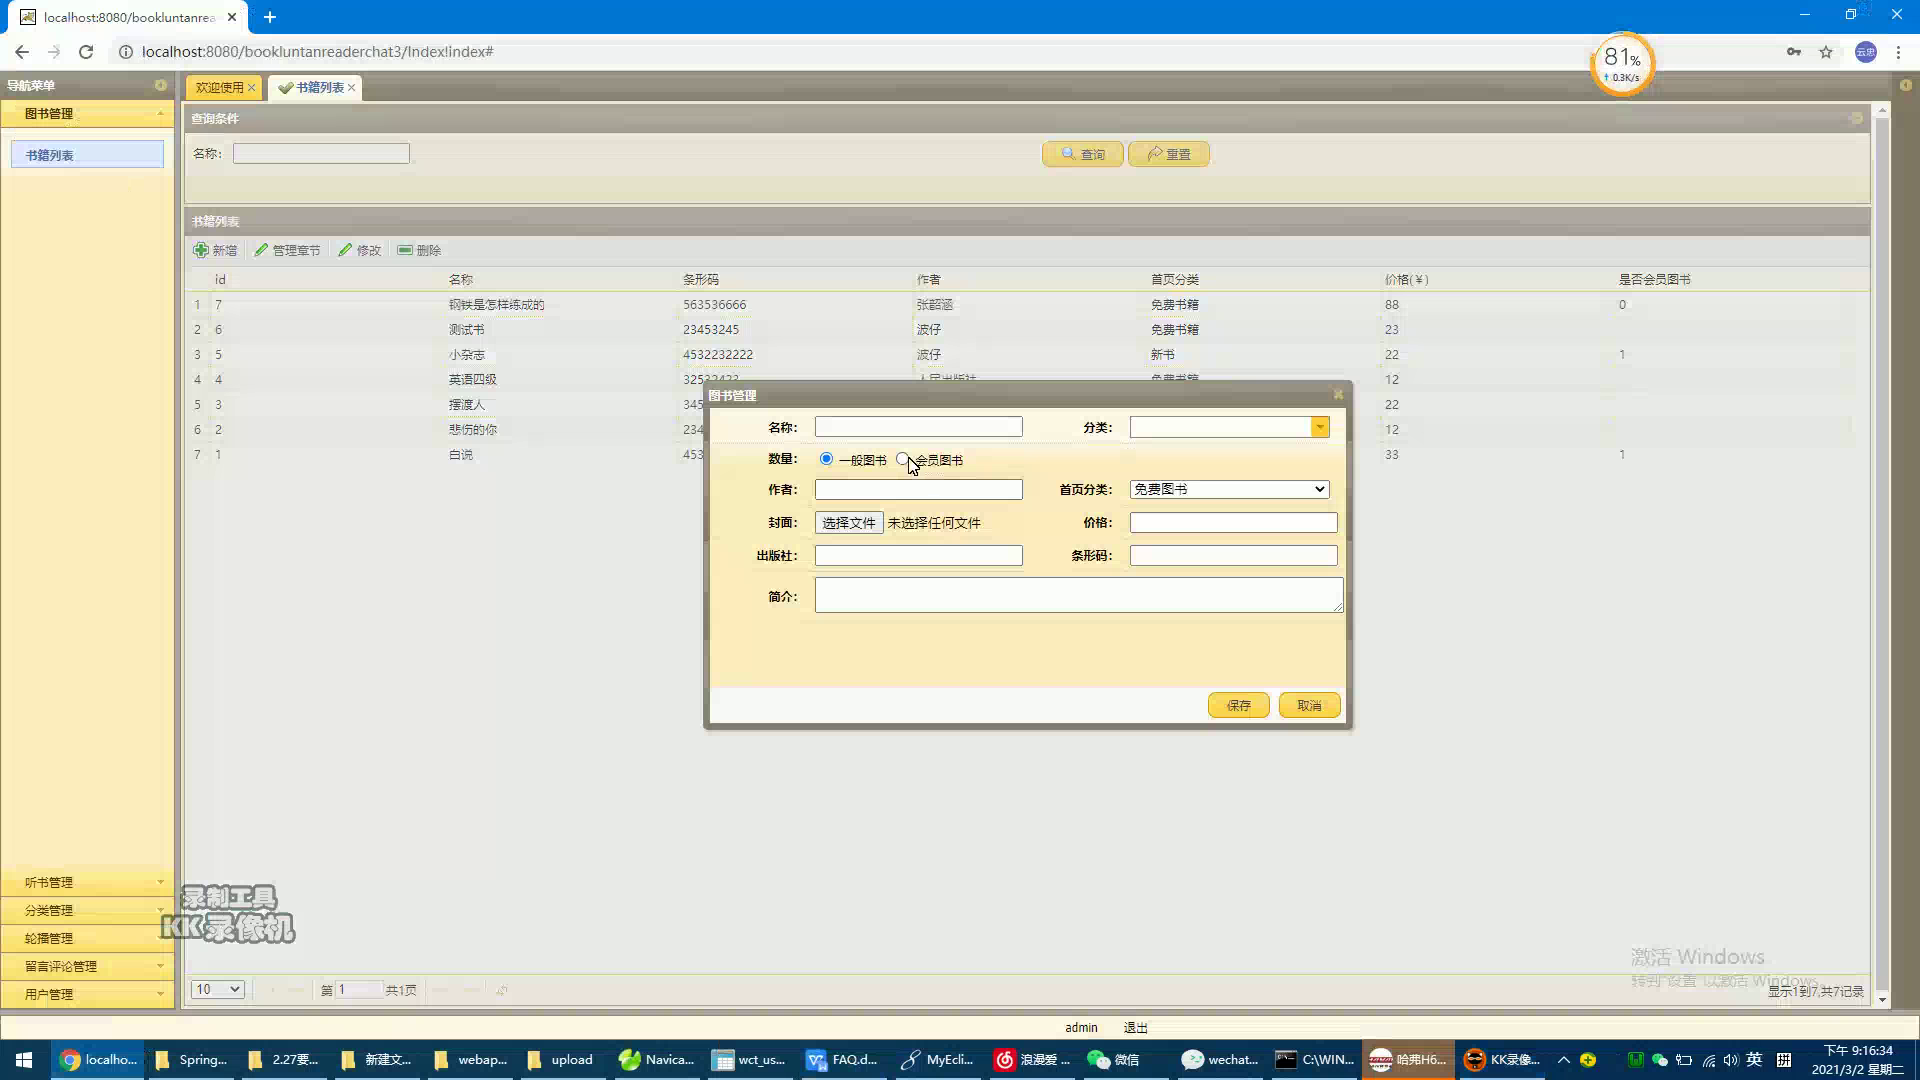 localhost:8080/bookluntanrea
localhost:8080/bookluntanreaderchat3/Index!index#
81%
↑ 0.3K/s
云忠
导航菜单
欢迎使用
书籍列表
图书管理
书籍列表
听书管理
分类管理
轮播管理
留言评论管理
用户管理
查询条件
名称:
查询
重置
书籍列表
新增
管理章节
修改
删除
id 名称 条形码 作者 首页分类 价格(¥) 是否会员图书
1 7 钢铁是怎样练成的 563536666 张韶涵 免费书籍 88 0
2 6 测试书 23453245 波仔 免费书籍 23
3 5 小杂志 4532232222 波仔 新书 22 1
4 4 英语四级 32532423 人民出版社 免费书籍 12
5 3 摆渡人 345 22
6 2 悲伤的你 234 12
7 1 白说 453 33 1
图书管理
名称: 分类:
数量: 一般图书 会员图书
作者: 首页分类: 免费图书
封面: 选择文件 未选择任何文件 价格:
出版社: 条形码:
简介:
保存 取消
录制工具
KK录像机
激活 Windows
转到"设置"以激活 Windows。
10 第 1 共1页
显示1到7,共7记录
admin 退出
localho... Spring... 2.27要... 新建文... webap... upload Navica... wct_us... FAQ.d... MyEcli... 浪漫爱 ... 微信 wechat... C:\WIN... 哈弗H6... KK录像... 英 拼
下午 9:16:34
2021/3/2 星期二